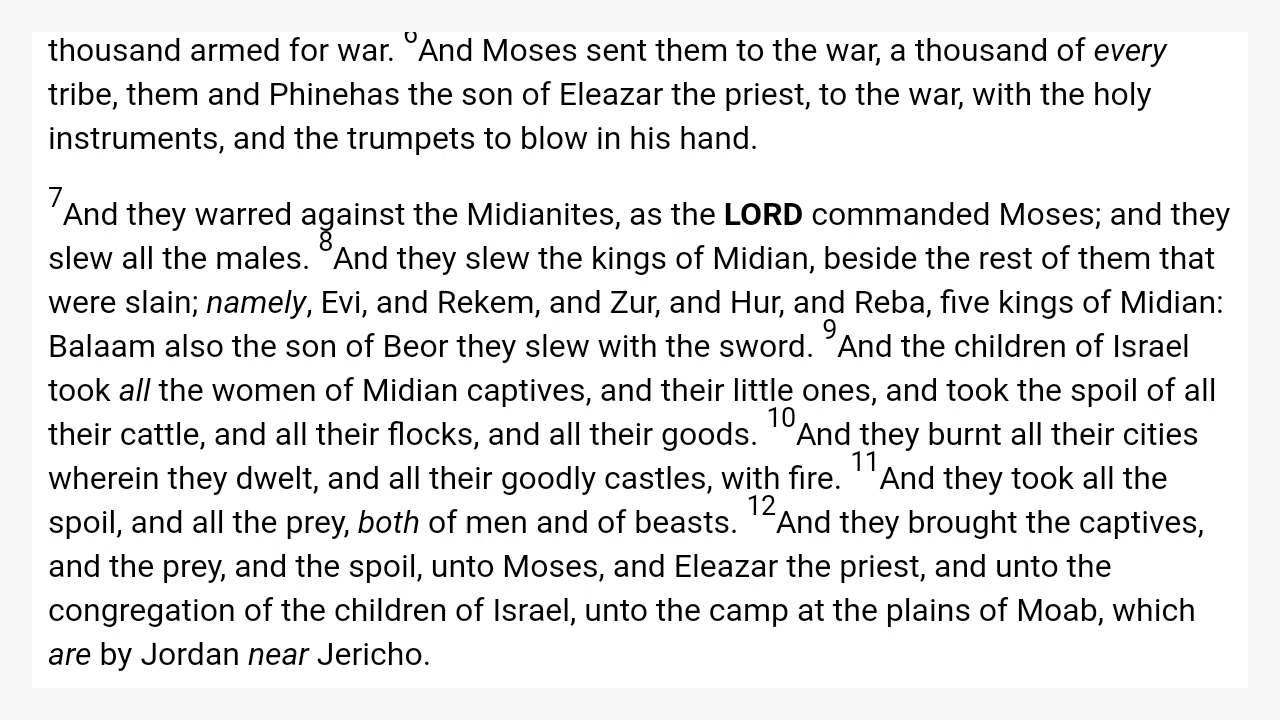 thousand armed for war. 6And Moses sent them to the war, a thousand of every
tribe, them and Phinehas the son of Eleazar the priest, to the war, with the holy
instruments, and the trumpets to blow in his hand.
7And they warred against the Midianites, as the LORD commanded Moses; and they
slew all the males. 8And they slew the kings of Midian, beside the rest of them that
were slain; namely, Evi, and Rekem, and Zur, and Hur, and Reba, five kings of Midian:
Balaam also the son of Beor they slew with the sword. 9And the children of Israel
took all the women of Midian captives, and their little ones, and took the spoil of all
their cattle, and all their flocks, and all their goods. 10And they burnt all their cities
wherein they dwelt, and all their goodly castles, with fire. 11And they took all the
spoil, and all the prey, both of men and of beasts. 12And they brought the captives,
and the prey, and the spoil, unto Moses, and Eleazar the priest, and unto the
congregation of the children of Israel, unto the camp at the plains of Moab, which
are by Jordan near Jericho.